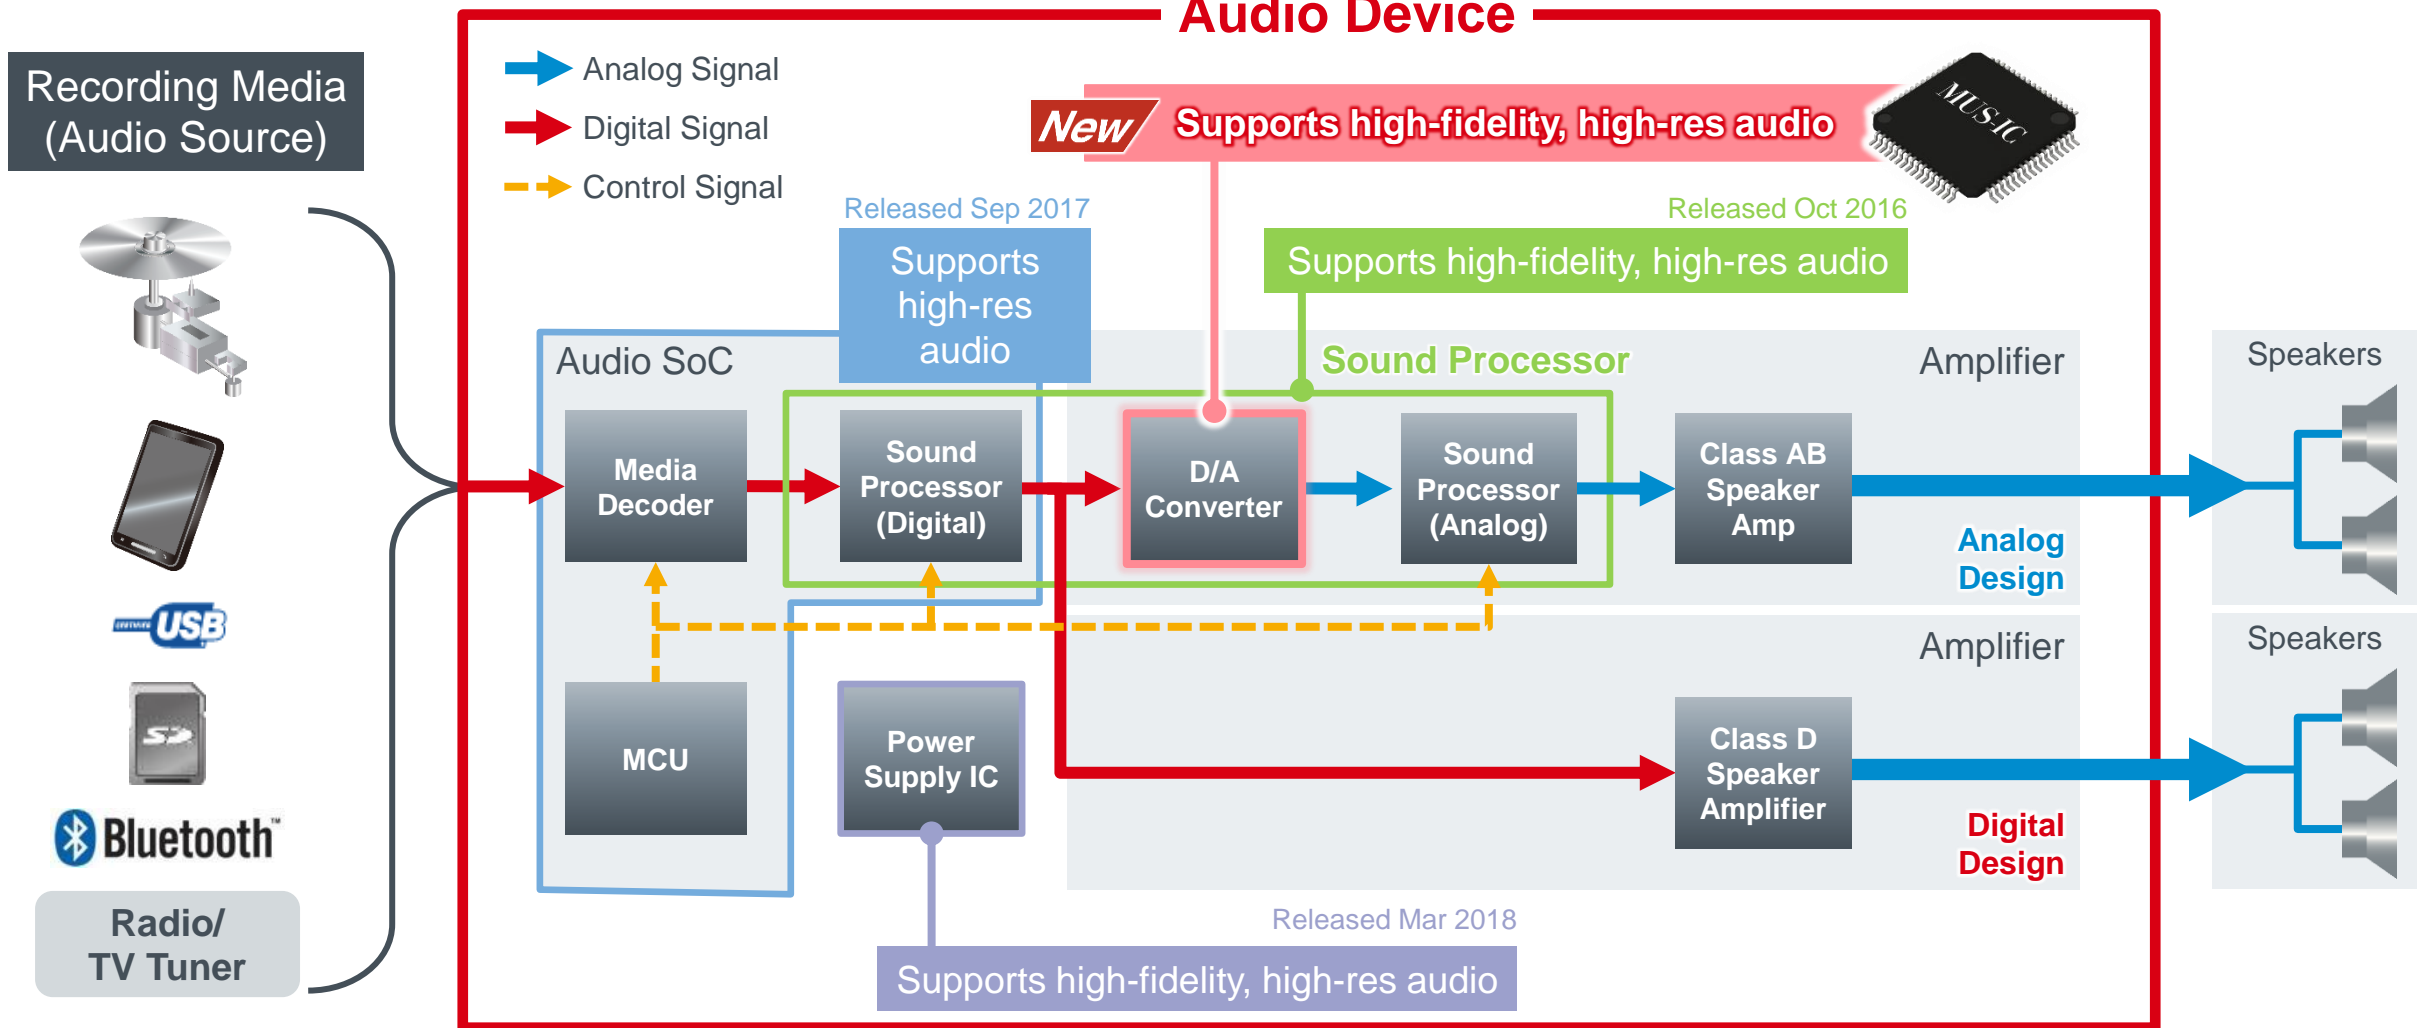 Audio Device
Recording Media
(Audio Source)
Analog Signal
Digital Signal
Control Signal
New
Supports high-fidelity, high-res audio
MUS-IC
Released Sep 2017
Supports
high-res
audio
Released Oct 2016
Supports high-fidelity, high-res audio
Audio SoC
Sound Processor
Amplifier
Speakers
Media
Decoder
Sound
Processor
(Digital)
D/A
Converter
Sound
Processor
(Analog)
Class AB
Speaker
Amp
Analog
Design
USB
SD
Bluetooth™
Radio/
TV Tuner
MCU
Power
Supply IC
Amplifier
Speakers
Class D
Speaker
Amplifier
Digital
Design
Released Mar 2018
Supports high-fidelity, high-res audio